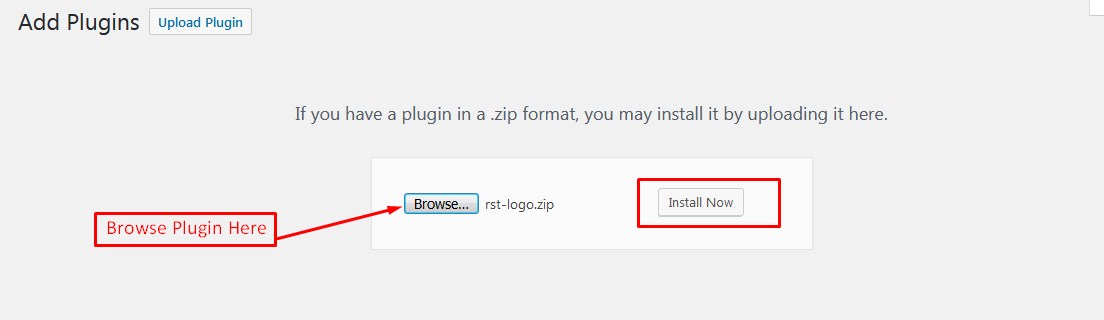 Add Plugins Upload Plugin
If you have a plugin in a .zip format, you may install it by uploading it here.
Browse... rst-logo.zip Install Now
Browse Plugin Here